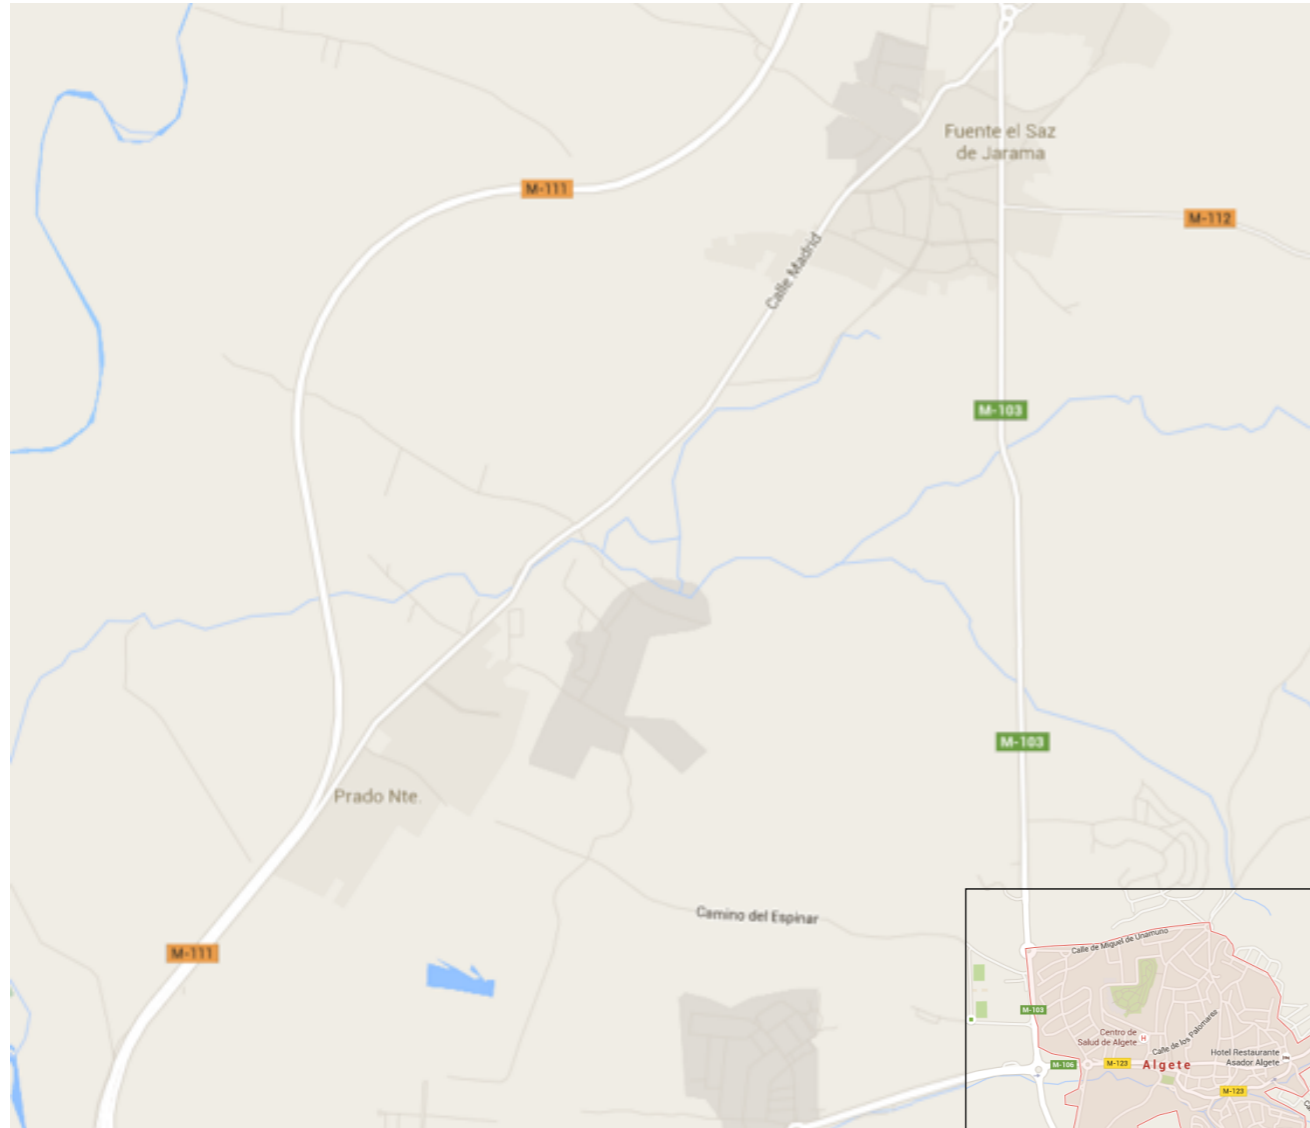 Fuente el Saz
de Jarama
M-111
M-112
Calle Madrid
M-103
M-103
Prado Nte.
Camino del Espinar
M-111
Calle de Miguel de Unamuno
M-103
Centro de
Salud de Algete
H
Calle de los Palomares
Hotel Restaurante
Asador Algete
M-106
M-123
Algete
M-123